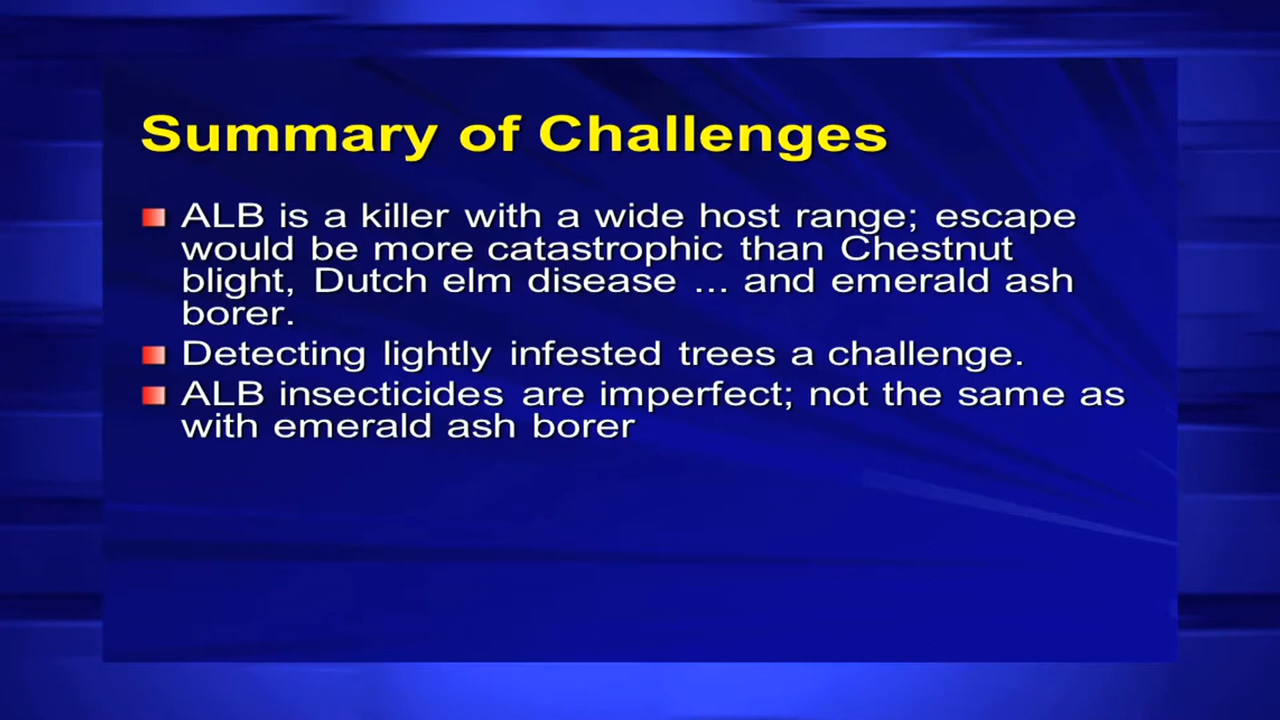 Summary of Challenges
ALB is a killer with a wide host range; escape
would be more catastrophic than Chestnut
blight, Dutch elm disease ... and emerald ash
borer.
Detecting lightly infested trees a challenge.
ALB insecticides are imperfect; not the same as
with emerald ash borer